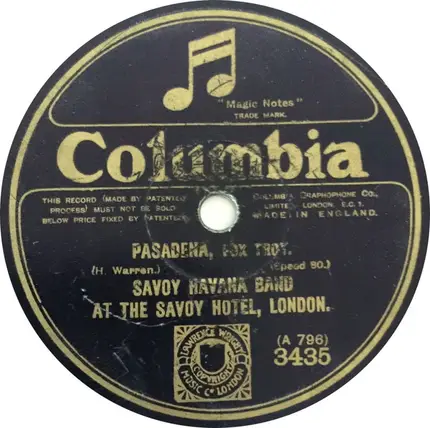 "Magic Notes"
TRADE MARK.
Columbia
THIS RECORD (MADE BY PATENTED
PROCESS) MUST NOT BE SOLD
BELOW PRICE FIXED BY PATENTEES
COLUMBIA GRAPHOPHONE CO.,
LIMITED, LONDON, E.C. 1.
MADE IN ENGLAND.
PASADENA, FOX TROT.
(H. Warren.) (Speed 80.)
SAVOY HAVANA BAND
AT THE SAVOY HOTEL, LONDON.
LAWRENCE WRIGHT
COPYRIGHT
MUSIC Co LONDON
(A 796)
3435